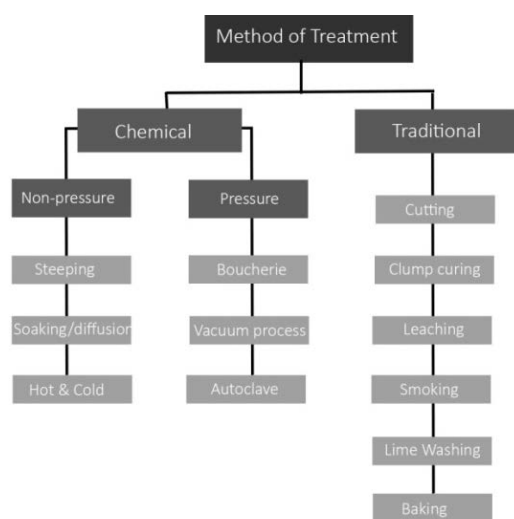 Method of Treatment
Chemical
Traditional
Non-pressure
Pressure
Cutting
Steeping
Boucherie
Clump curing
Soaking/diffusion
Vacuum process
Leaching
Hot & Cold
Autoclave
Smoking
Lime Washing
Baking